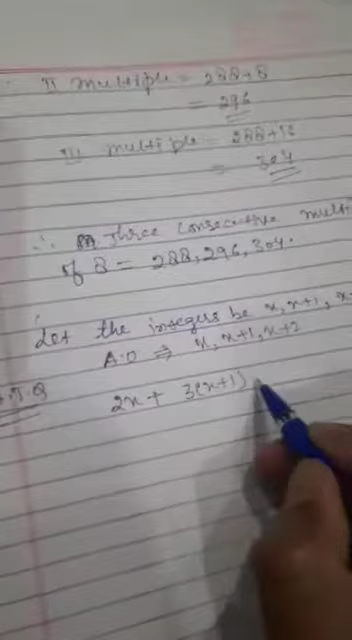 ∴ II multiple = 288+8
= 296
III multiple = 288+16
= 304
∴ Three consecutive mult
of 8 = 288, 296, 304.
Let the integers be x, x+1, x
A.O ⇒ x, x+1, x+2
2x + 3(x+1)